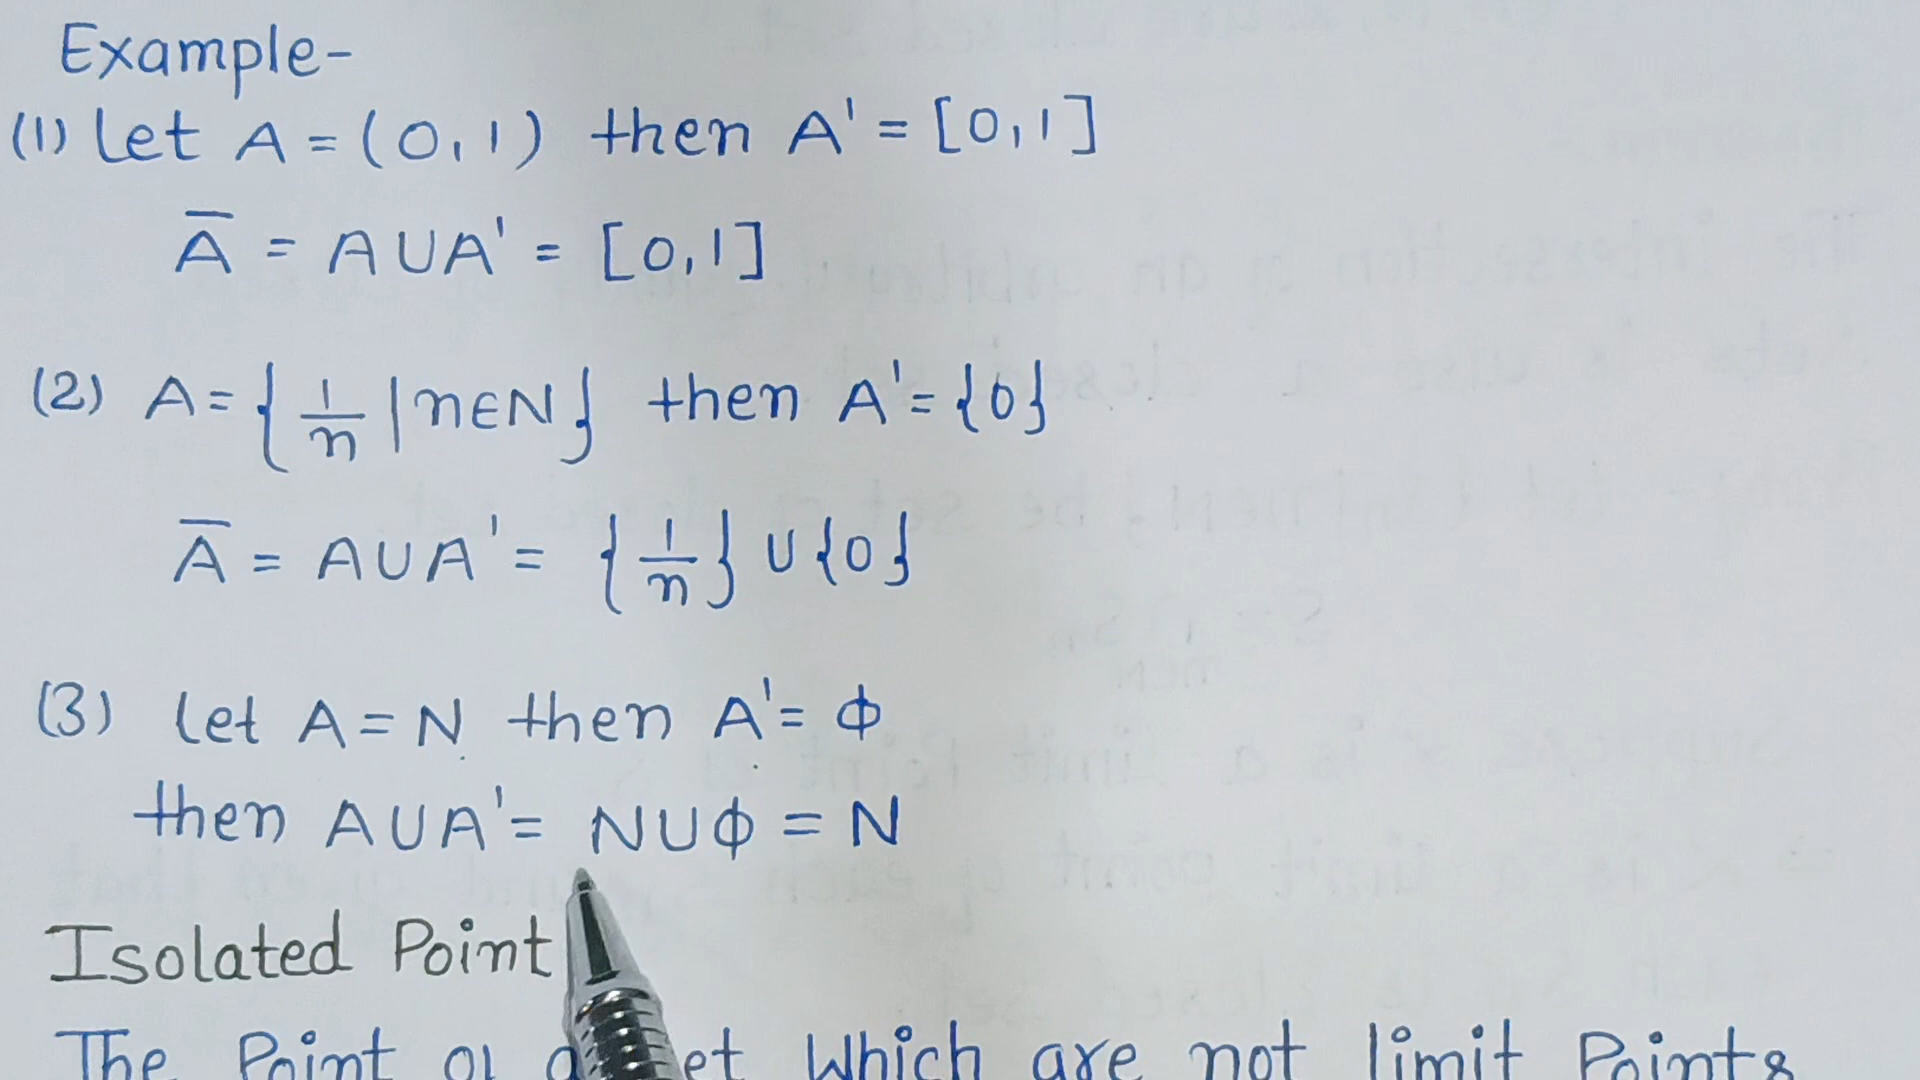 Example-
(1) Let A = (0,1) then A' = [0,1]
A̅ = A∪A' = [0,1]
(2) A = {1/n | n∈N} then A' = {0}
A̅ = A∪A' = {1/n} ∪ {0}
(3) Let A = N then A' = ϕ
then A∪A' = N∪ϕ = N
Isolated Point
The Point of a which are not limit Points